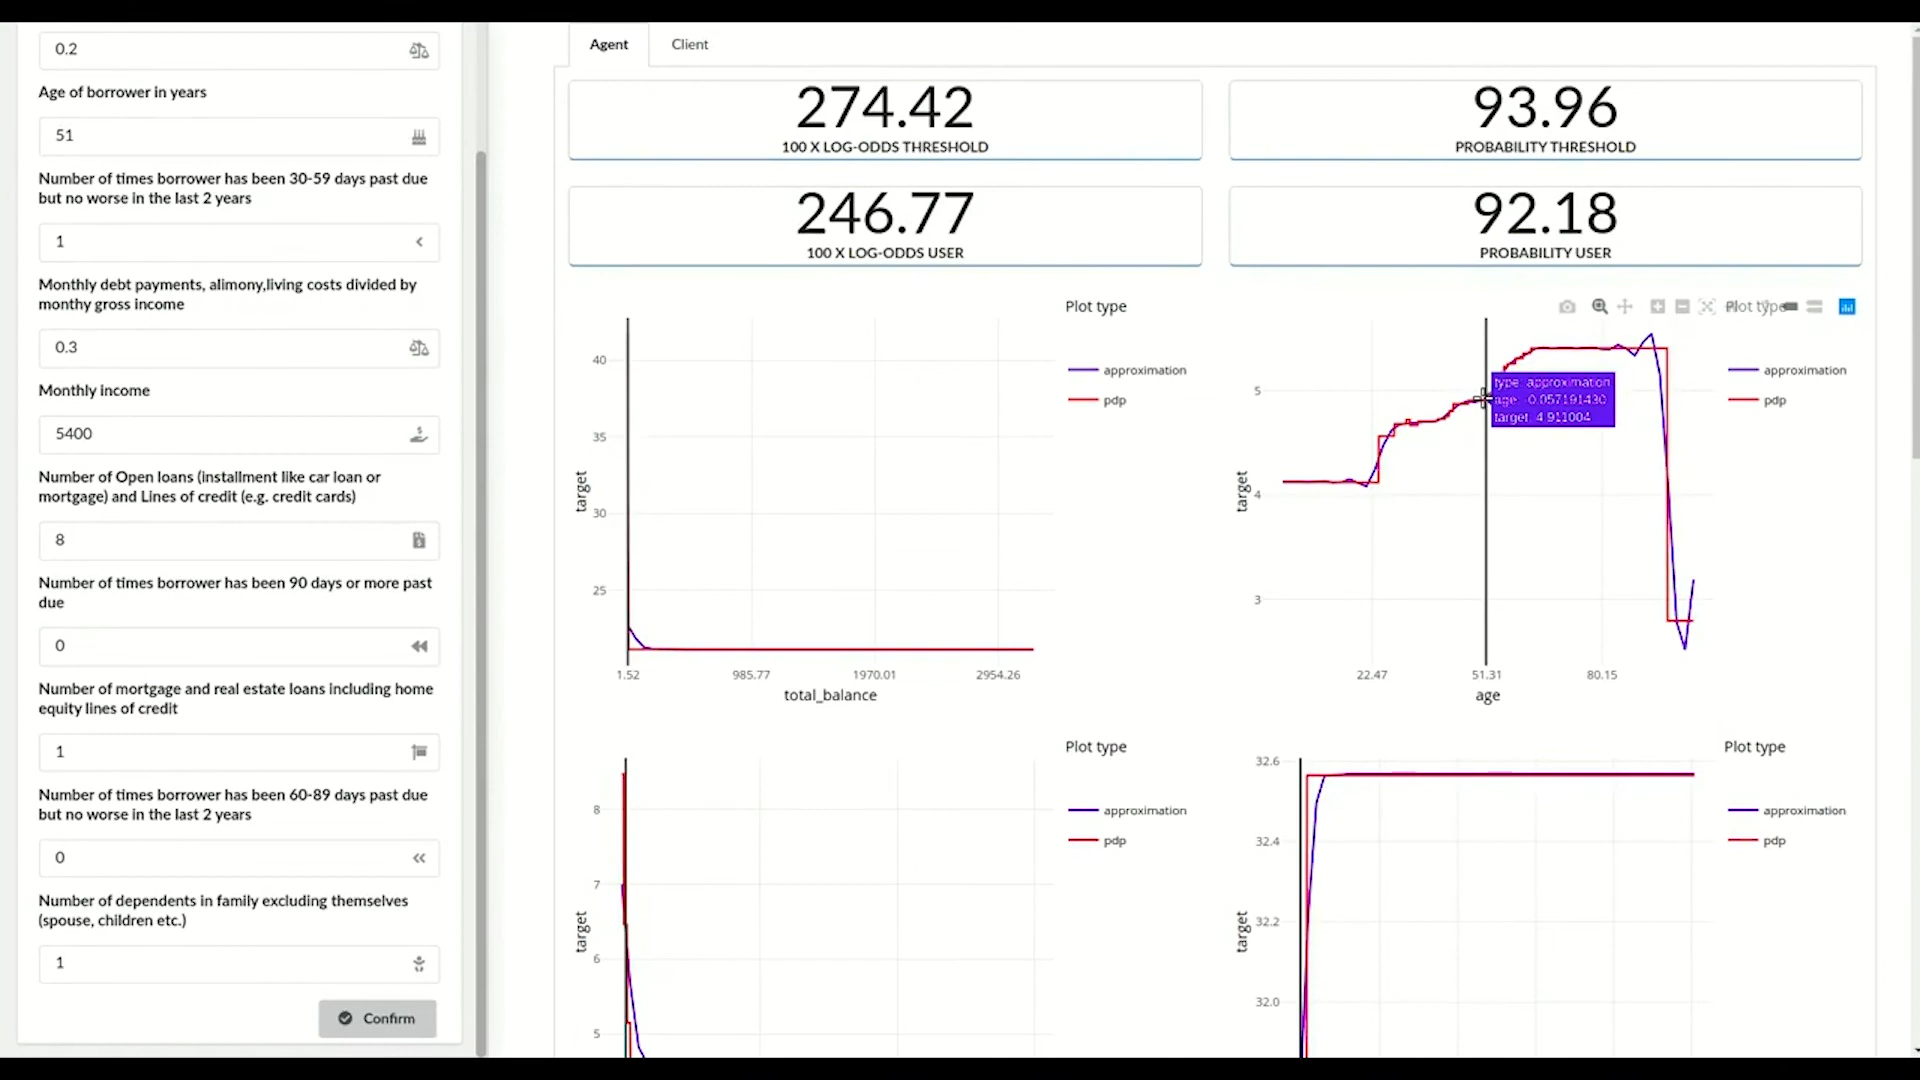 0.2
Age of borrower in years
51
Number of times borrower has been 30-59 days past due
but no worse in the last 2 years
1
Monthly debt payments, alimony,living costs divided by
monthy gross income
0.3
Monthly income
5400
Number of Open loans (installment like car loan or
mortgage) and Lines of credit (e.g. credit cards)
8
Number of times borrower has been 90 days or more past
due
0
Number of mortgage and real estate loans including home
equity lines of credit
1
Number of times borrower has been 60-89 days past due
but no worse in the last 2 years
0
Number of dependents in family excluding themselves
(spouse, children etc.)
1
Confirm
Agent
Client
274.42
100 X LOG-ODDS THRESHOLD
93.96
PROBABILITY THRESHOLD
246.77
100 X LOG-ODDS USER
92.18
PROBABILITY USER
Plot type
approximation
pdp
target
40
35
30
25
1.52
985.77
1970.01
2954.26
total_balance
Plot type
approximation
pdp
type: approximation
age: -0.057191430
target: 4.911004
target
5
4
3
22.47
51.31
80.15
age
Plot type
approximation
pdp
target
8
7
6
5
Plot type
approximation
pdp
target
32.6
32.4
32.2
32.0